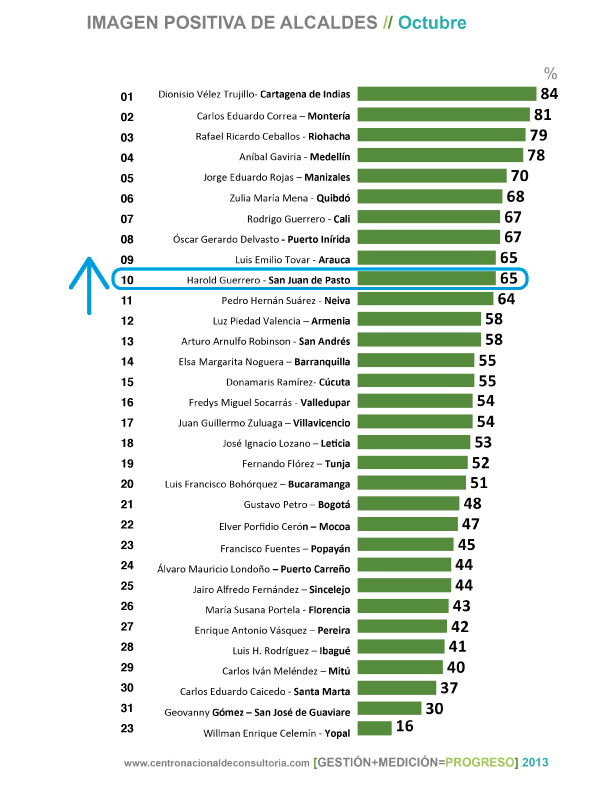 IMAGEN POSITIVA DE ALCALDES // Octubre
%
01 Dionisio Vélez Trujillo- Cartagena de Indias 84
02 Carlos Eduardo Correa – Montería 81
03 Rafael Ricardo Ceballos - Riohacha 79
04 Aníbal Gaviria - Medellín 78
05 Jorge Eduardo Rojas – Manizales 70
06 Zulia María Mena - Quibdó 68
07 Rodrigo Guerrero - Cali 67
08 Óscar Gerardo Delvasto - Puerto Inírida 67
09 Luis Emilio Tovar - Arauca 65
10 Harold Guerrero - San Juan de Pasto 65
11 Pedro Hernán Suárez - Neiva 64
12 Luz Piedad Valencia – Armenia 58
13 Arturo Arnulfo Robinson - San Andrés 58
14 Elsa Margarita Noguera – Barranquilla 55
15 Donamaris Ramírez- Cúcuta 55
16 Fredys Miguel Socarrás - Valledupar 54
17 Juan Guillermo Zuluaga – Villavicencio 54
18 José Ignacio Lozano – Leticia 53
19 Fernando Flórez – Tunja 52
20 Luis Francisco Bohórquez – Bucaramanga 51
21 Gustavo Petro – Bogotá 48
22 Elver Porfidio Cerón – Mocoa 47
23 Francisco Fuentes – Popayán 45
24 Álvaro Mauricio Londoño – Puerto Carreño 44
25 Jairo Alfredo Fernández – Sincelejo 44
26 María Susana Portela - Florencia 43
27 Enrique Antonio Vásquez – Pereira 42
28 Luis H. Rodríguez – Ibagué 41
29 Carlos Iván Meléndez – Mitú 40
30 Carlos Eduardo Caicedo - Santa Marta 37
31 Geovanny Gómez – San José de Guaviare 30
23 Willman Enrique Celemín - Yopal 16
www.centronacionaldeconsultoria.com [GESTIÓN+MEDICIÓN=PROGRESO] 2013